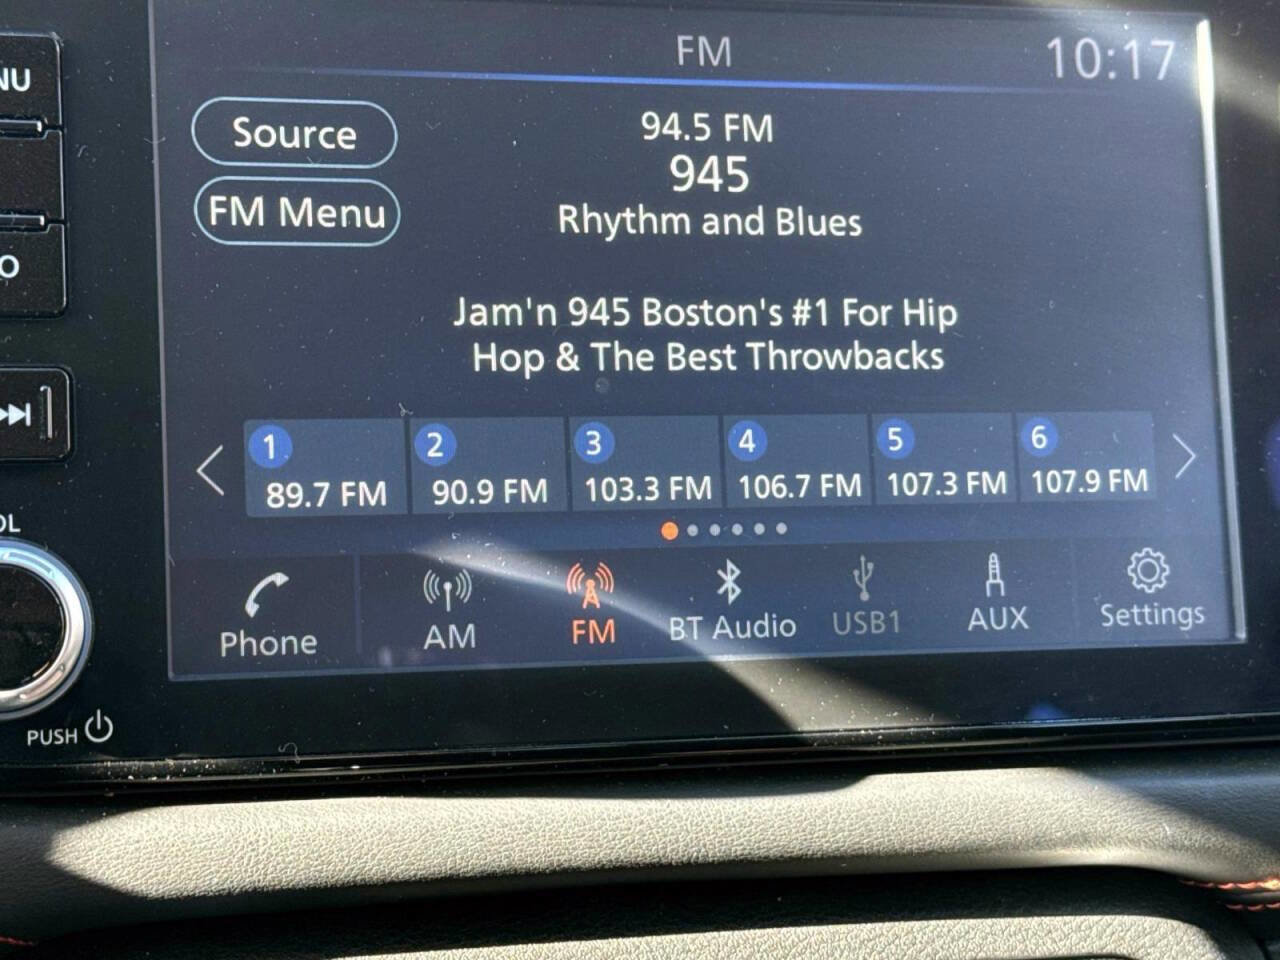 FM
10:17
NU
Source
94.5 FM
945
FM Menu
Rhythm and Blues
O
Jam'n 945 Boston's #1 For Hip
Hop & The Best Throwbacks
1
2
3
4
5
6
89.7 FM
90.9 FM
103.3 FM
106.7 FM
107.3 FM
107.9 FM
OL
Phone
AM
FM
BT Audio
USB1
AUX
Settings
PUSH